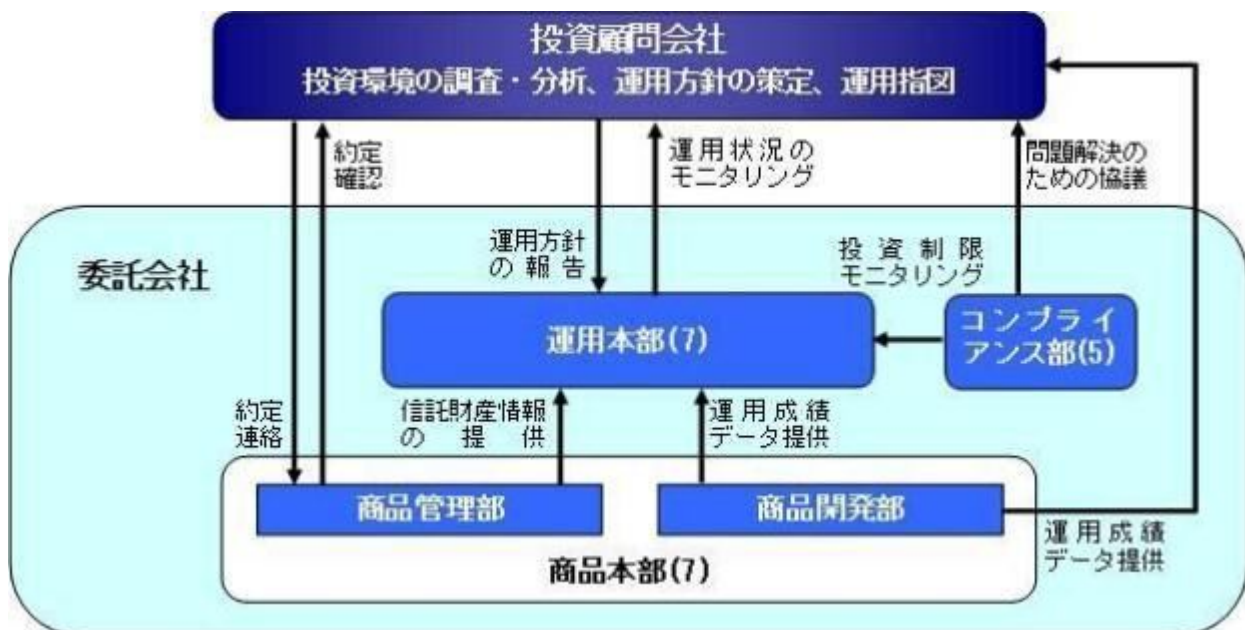 投資顧問会社
投資環境の調査・分析、運用方針の策定、運用指図
約定
確認
運用状況の
モニタリング
問題解決の
ための協議
運用方針
の報告
投資制限
モニタリング
委託会社
運用本部(7)
コンプライ
アンス部(5)
約定
連絡
信託財産情報
の提供
運用成績
データ提供
商品管理部
商品開発部
運用成績
データ提供
商品本部(7)